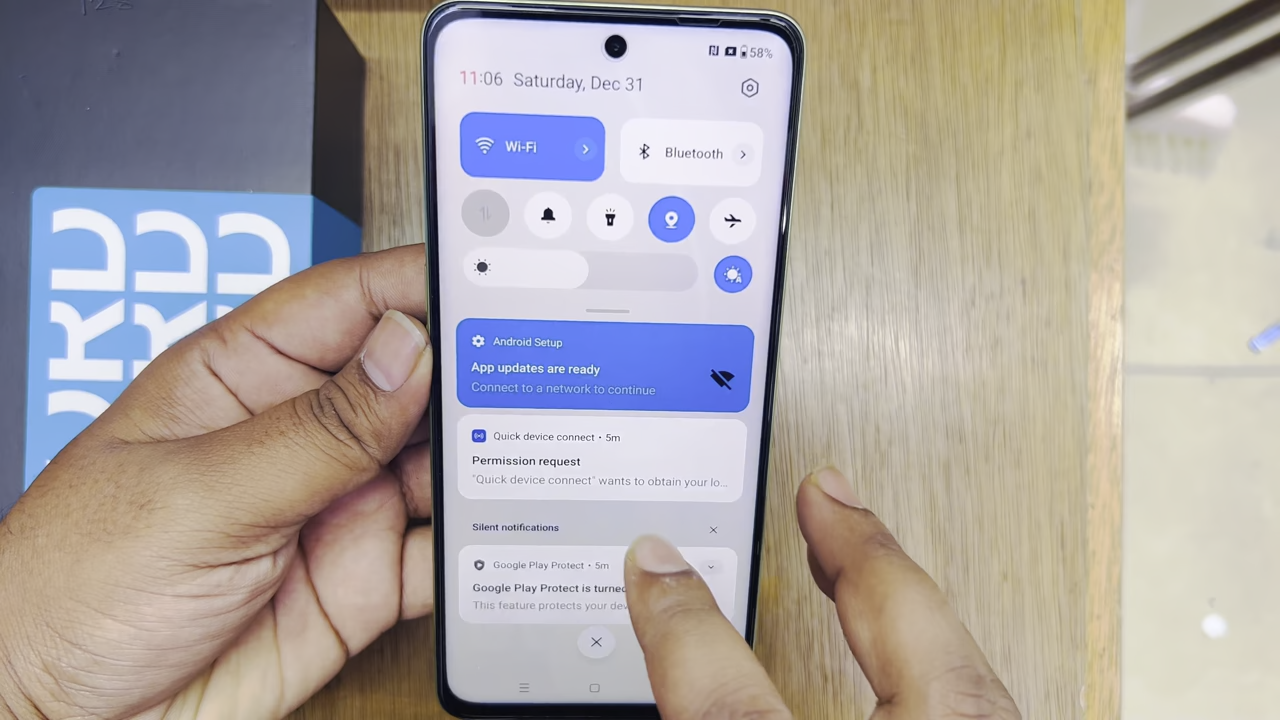 58%
11:06 Saturday, Dec 31
Wi-Fi
Bluetooth
Android Setup
App updates are ready
Connect to a network to continue
Quick device connect • 5m
Permission request
"Quick device connect" wants to obtain your lo...
Silent notifications
Google Play Protect • 5m
Google Play Protect is turned
This feature protects your